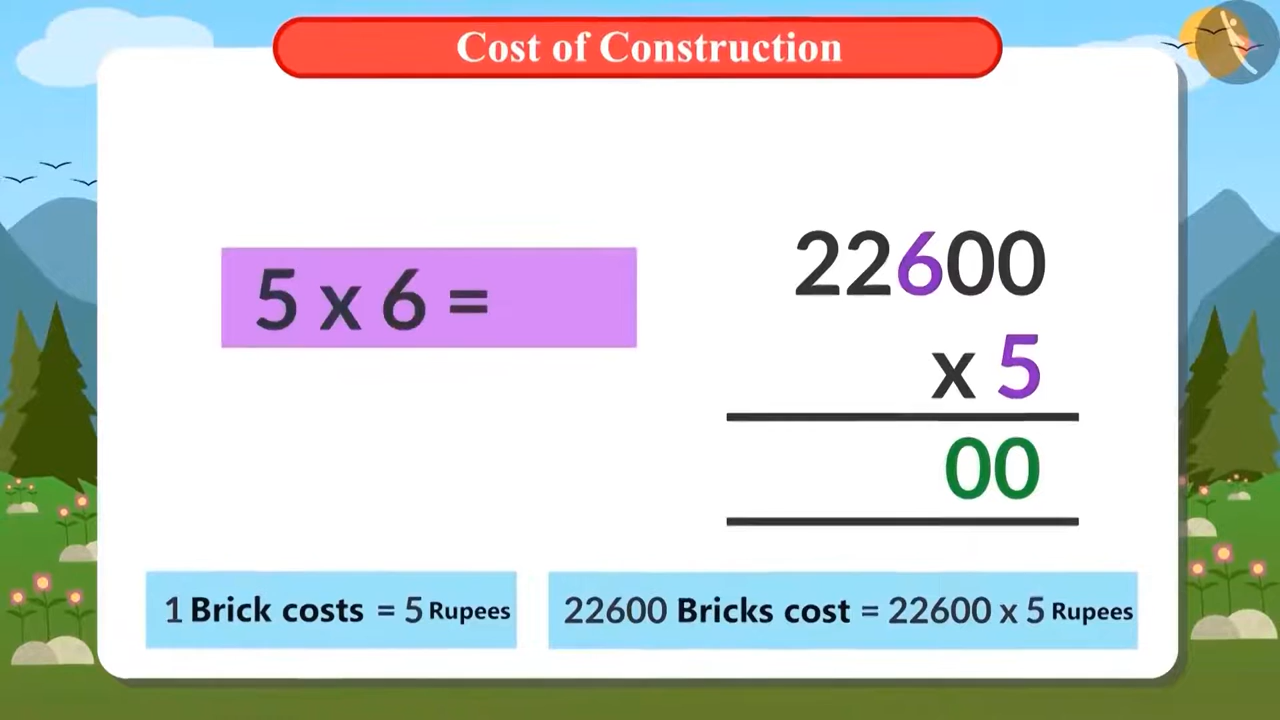 Cost of Construction
5 x 6 =
22600
x 5
00
1 Brick costs = 5 Rupees
22600 Bricks cost = 22600 x 5 Rupees